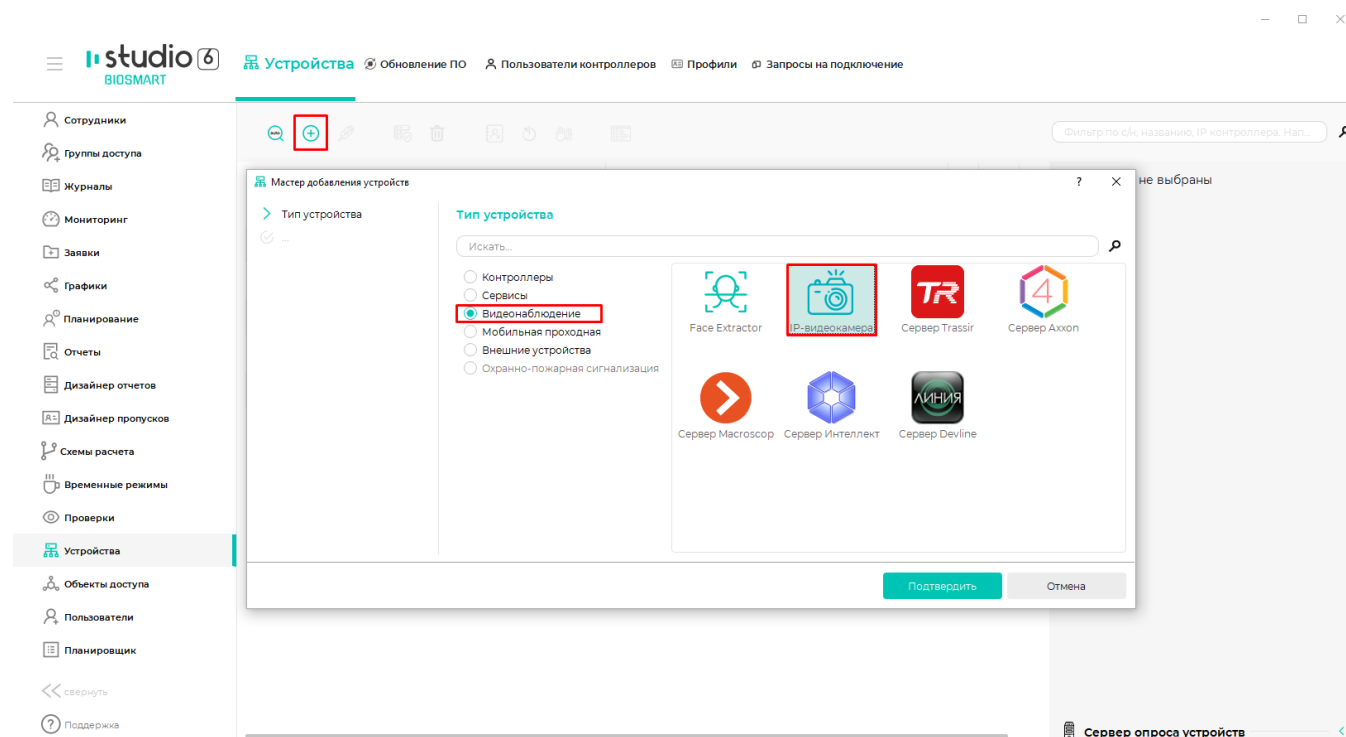 studio 6
BIOSMART
Устройства
Обновление ПО
Пользователи контроллеров
Профили
Запросы на подключение
Сотрудники
Группы доступа
Журналы
Мониторинг
Заявки
Графики
Планирование
Отчеты
Дизайнер отчетов
Дизайнер пропусков
Схемы расчета
Временные режимы
Проверки
Устройства
Объекты доступа
Пользователи
Планировщик
свернуть
Поддержка
auto
Фильтр по с/н, названию, IP контроллера. Нап...
не выбраны
Мастер добавления устройств
?
Тип устройства
...
Тип устройства
Искать...
Контроллеры
Сервисы
Видеонаблюдение
Мобильная проходная
Внешние устройства
Охранно-пожарная сигнализация
Face Extractor
IP-видеокамера
TR
Сервер Trassir
4
Сервер Axxon
Сервер Macroscop
Сервер Интеллект
ЛИНИЯ
Сервер Devline
Подтвердить
Отмена
Сервер опроса устройств